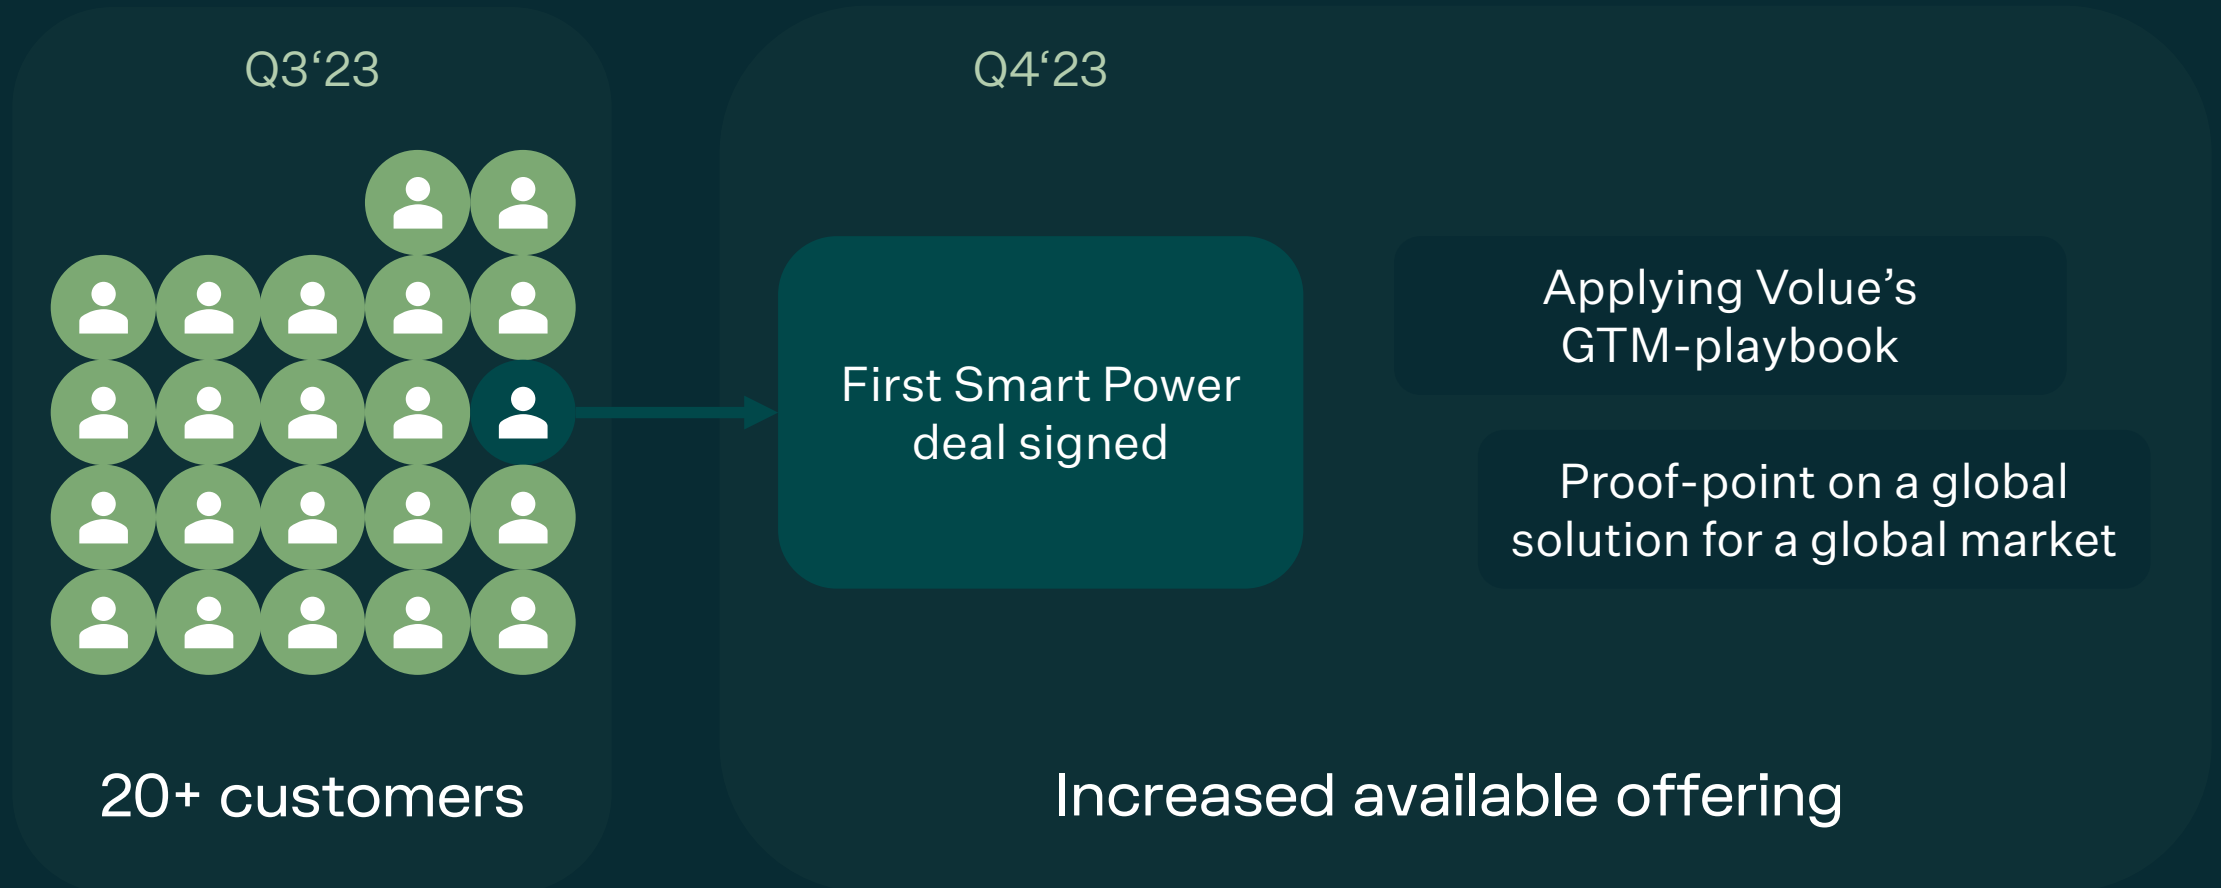 Q3‘23
20+ customers
Q4‘23
First Smart Power
deal signed
Applying Volue’s
GTM-playbook
Proof-point on a global
solution for a global market
Increased available offering